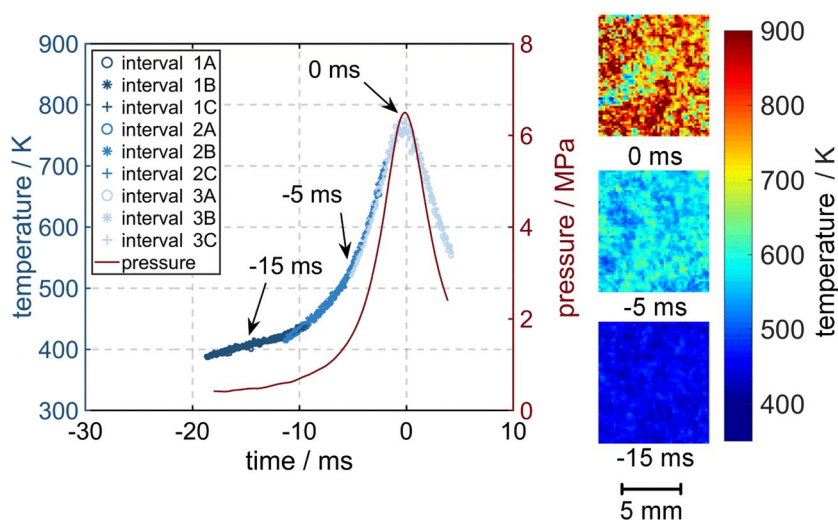 900
800
700
600
500
400
300
temperature / K
interval 1A
interval 1B
interval 1C
interval 2A
interval 2B
interval 2C
interval 3A
interval 3B
interval 3C
pressure
0 ms
-5 ms
-15 ms
-30
-20
-10
0
10
time / ms
8
6
4
2
0
pressure / MPa
0 ms
-5 ms
-15 ms
5 mm
900
800
700
600
500
400
temperature / K